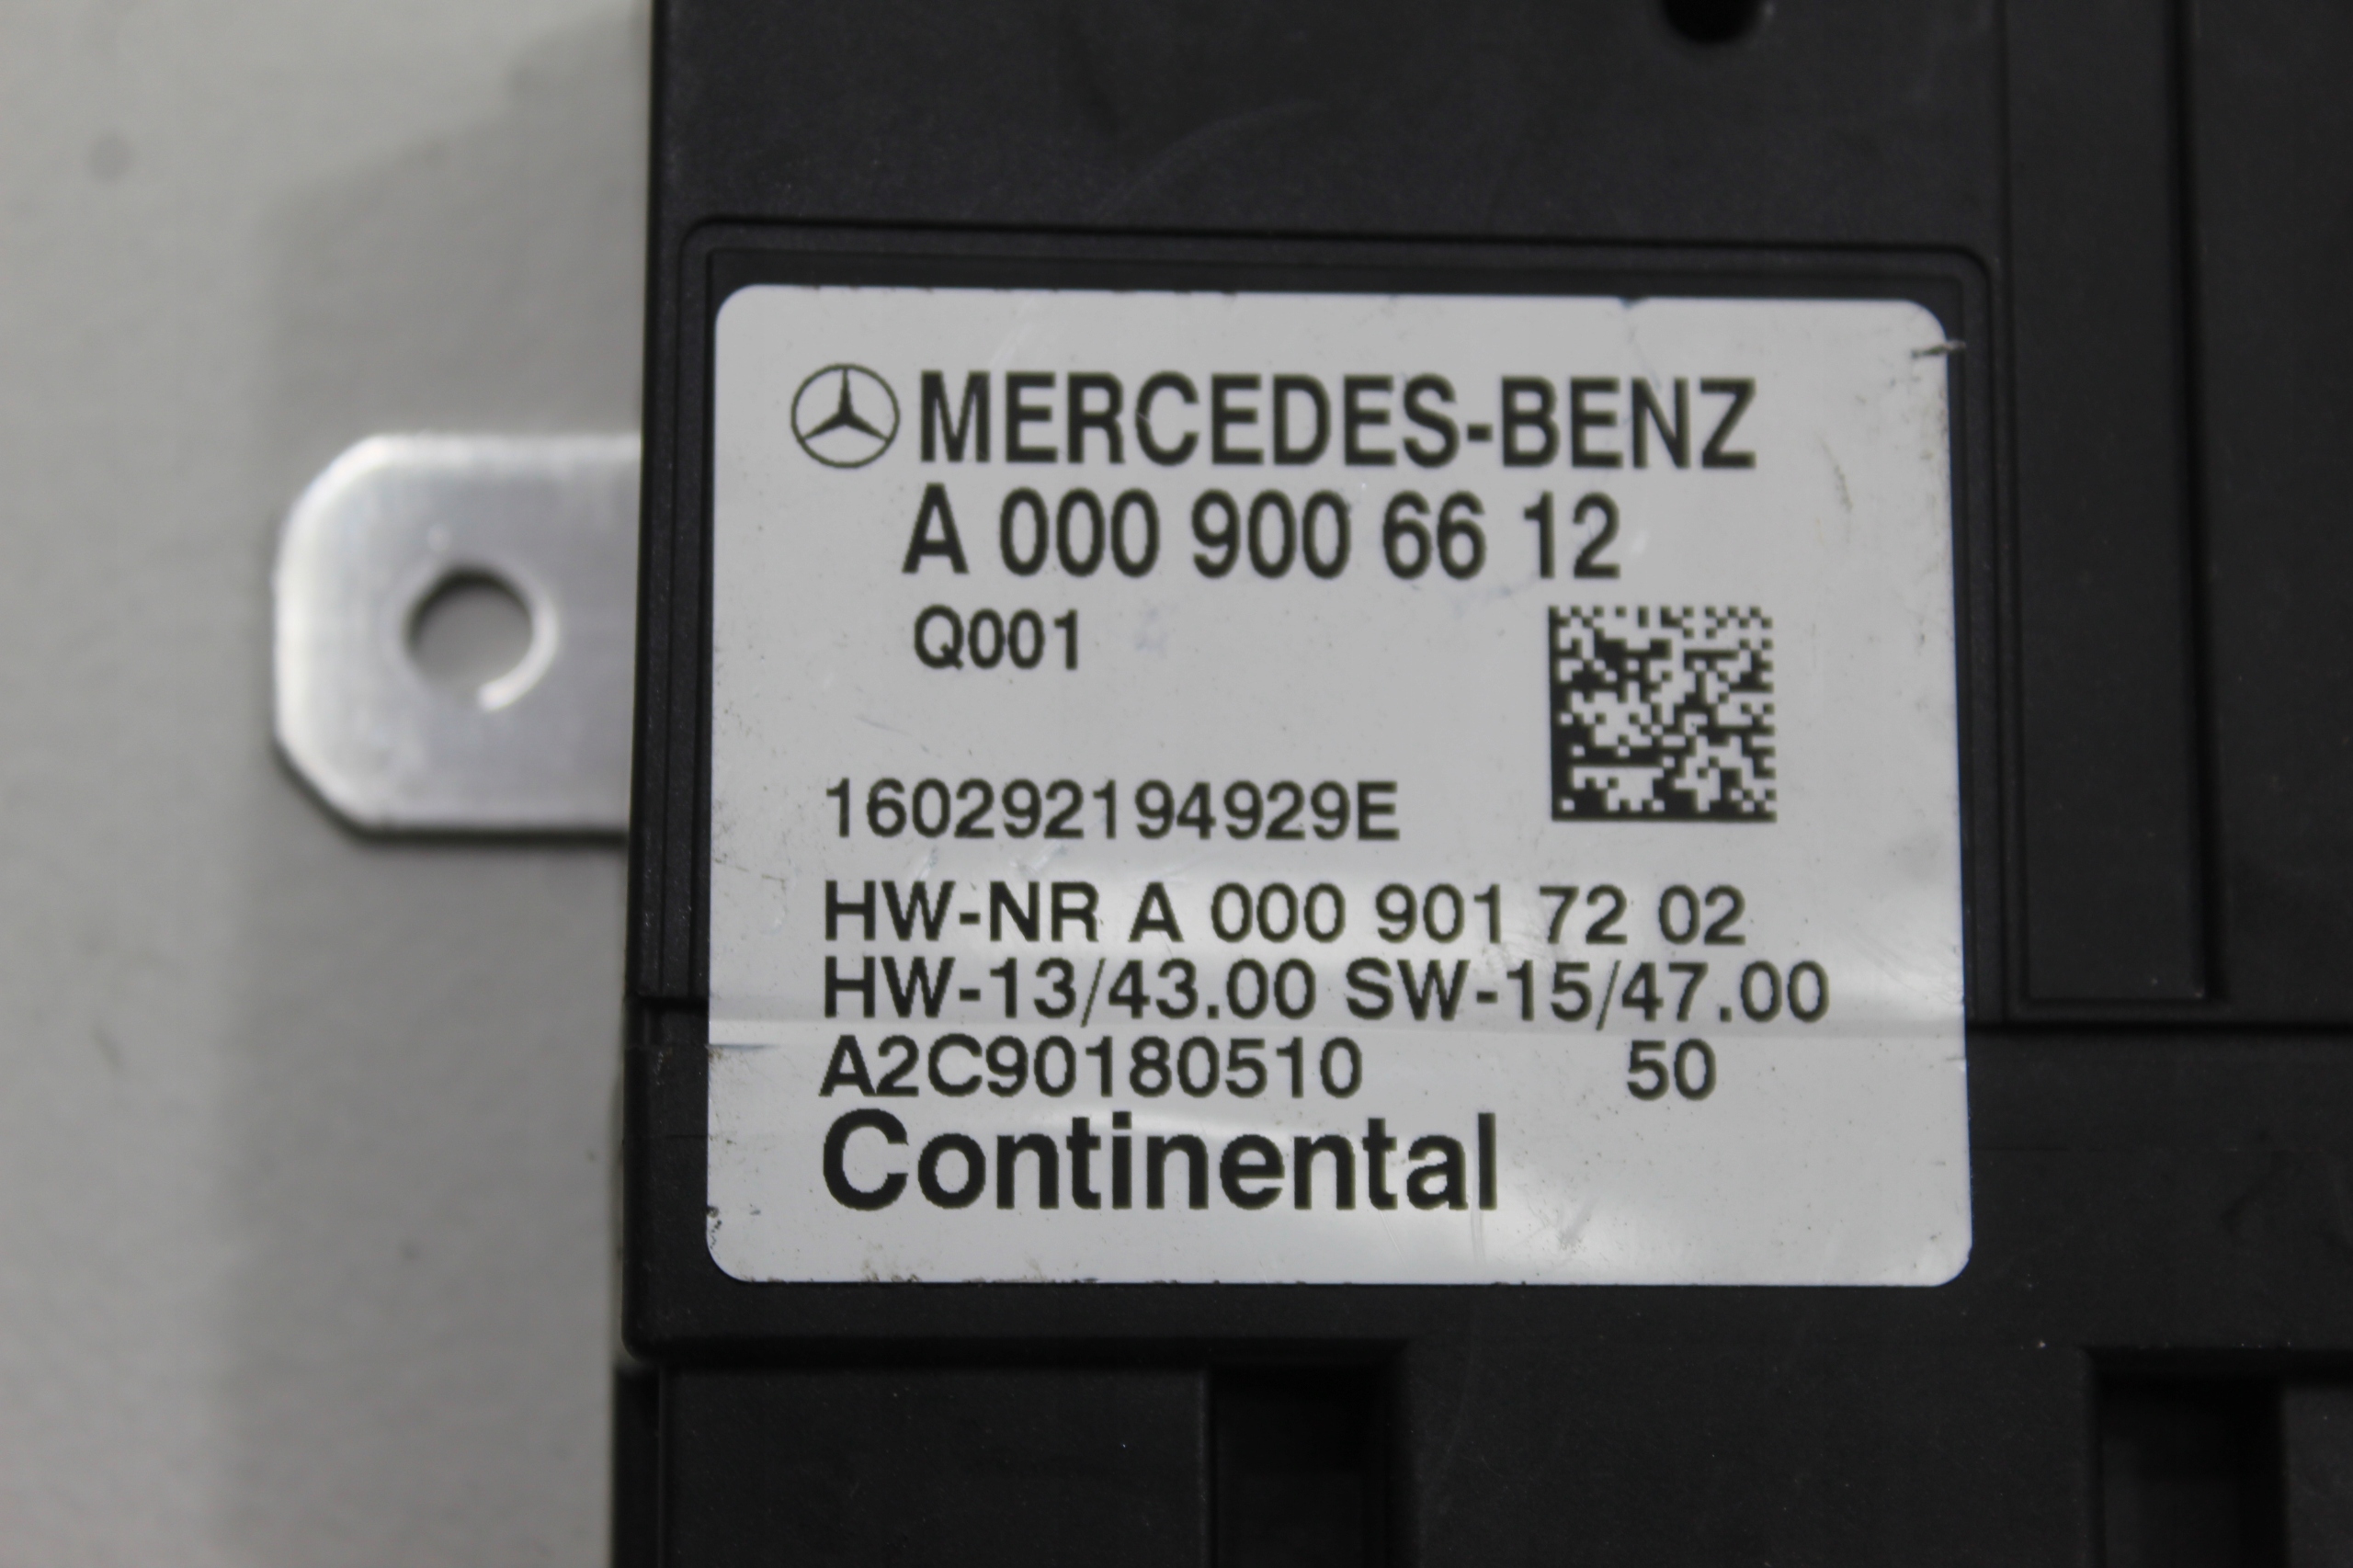 MERCEDES-BENZ
A 000 900 66 12
Q001
160292194929E
HW-NR A 000 901 72 02
HW-13/43.00 SW-15/47.00
A2C90180510 50
Continental